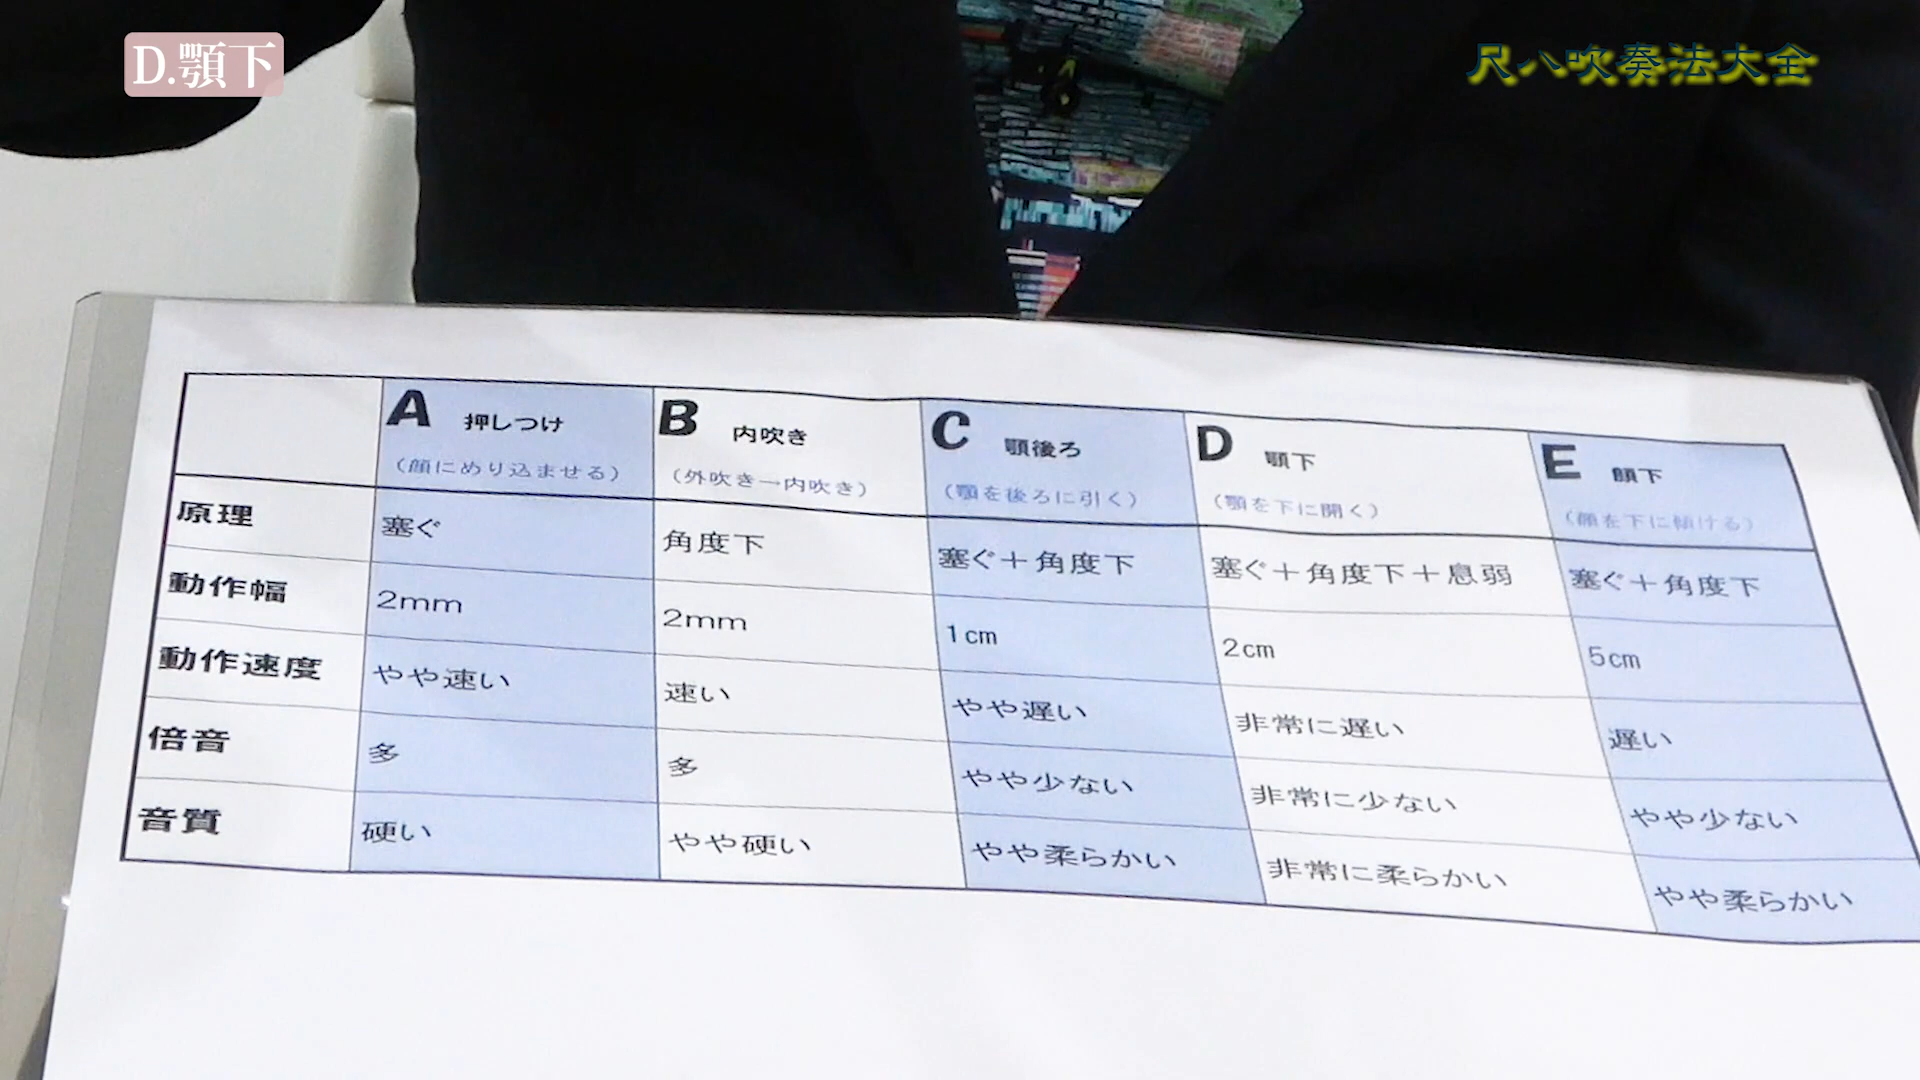 D.顎下
尺八吹奏法大全
A 押しつけ
(顔にめり込ませる)
B 内吹き
(外吹き→内吹き)
C 顎後ろ
(顎を後ろに引く)
D 顎下
(顎を下に開く)
E 顔下
(顔を下に傾ける)
原理 塞ぐ 角度下 塞ぐ＋角度下 塞ぐ＋角度下＋息弱 塞ぐ＋角度下
動作幅 2mm 2mm 1cm 2cm 5cm
動作速度 やや速い 速い やや遅い 非常に遅い 遅い
倍音 多 多 やや少ない 非常に少ない やや少ない
音質 硬い やや硬い やや柔らかい 非常に柔らかい やや柔らかい